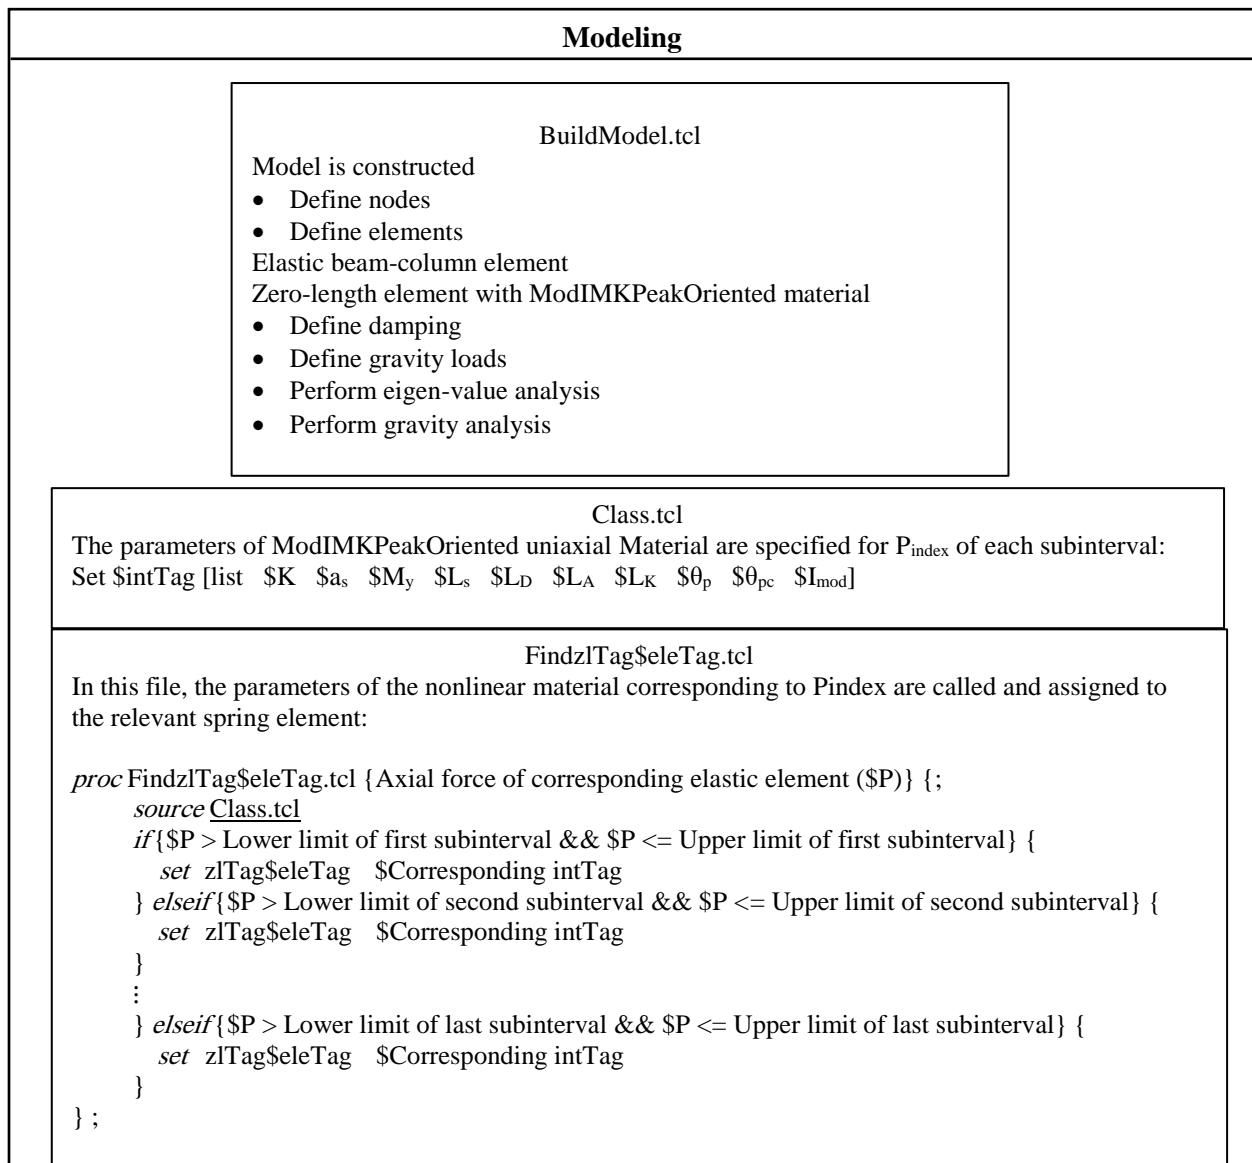 Modeling
BuildModel.tcl
Model is constructed
• Define nodes
• Define elements
Elastic beam-column element
Zero-length element with ModIMKPeakOriented material
• Define damping
• Define gravity loads
• Perform eigen-value analysis
• Perform gravity analysis
Class.tcl
The parameters of ModIMKPeakOriented uniaxial Material are specified for Pindex of each subinterval:
Set $intTag [list $K $as $My $Ls $LD $LA $LK $θp $θpc $Imod]
FindzlTag$eleTag.tcl
In this file, the parameters of the nonlinear material corresponding to Pindex are called and assigned to
the relevant spring element:
proc FindzlTag$eleTag.tcl {Axial force of corresponding elastic element ($P)} {;
source Class.tcl
if{$P > Lower limit of first subinterval && $P <= Upper limit of first subinterval} {
set zlTag$eleTag $Corresponding intTag
} elseif{$P > Lower limit of second subinterval && $P <= Upper limit of second subinterval} {
set zlTag$eleTag $Corresponding intTag
}
⋮
} elseif{$P > Lower limit of last subinterval && $P <= Upper limit of last subinterval} {
set zlTag$eleTag $Corresponding intTag
}
} ;